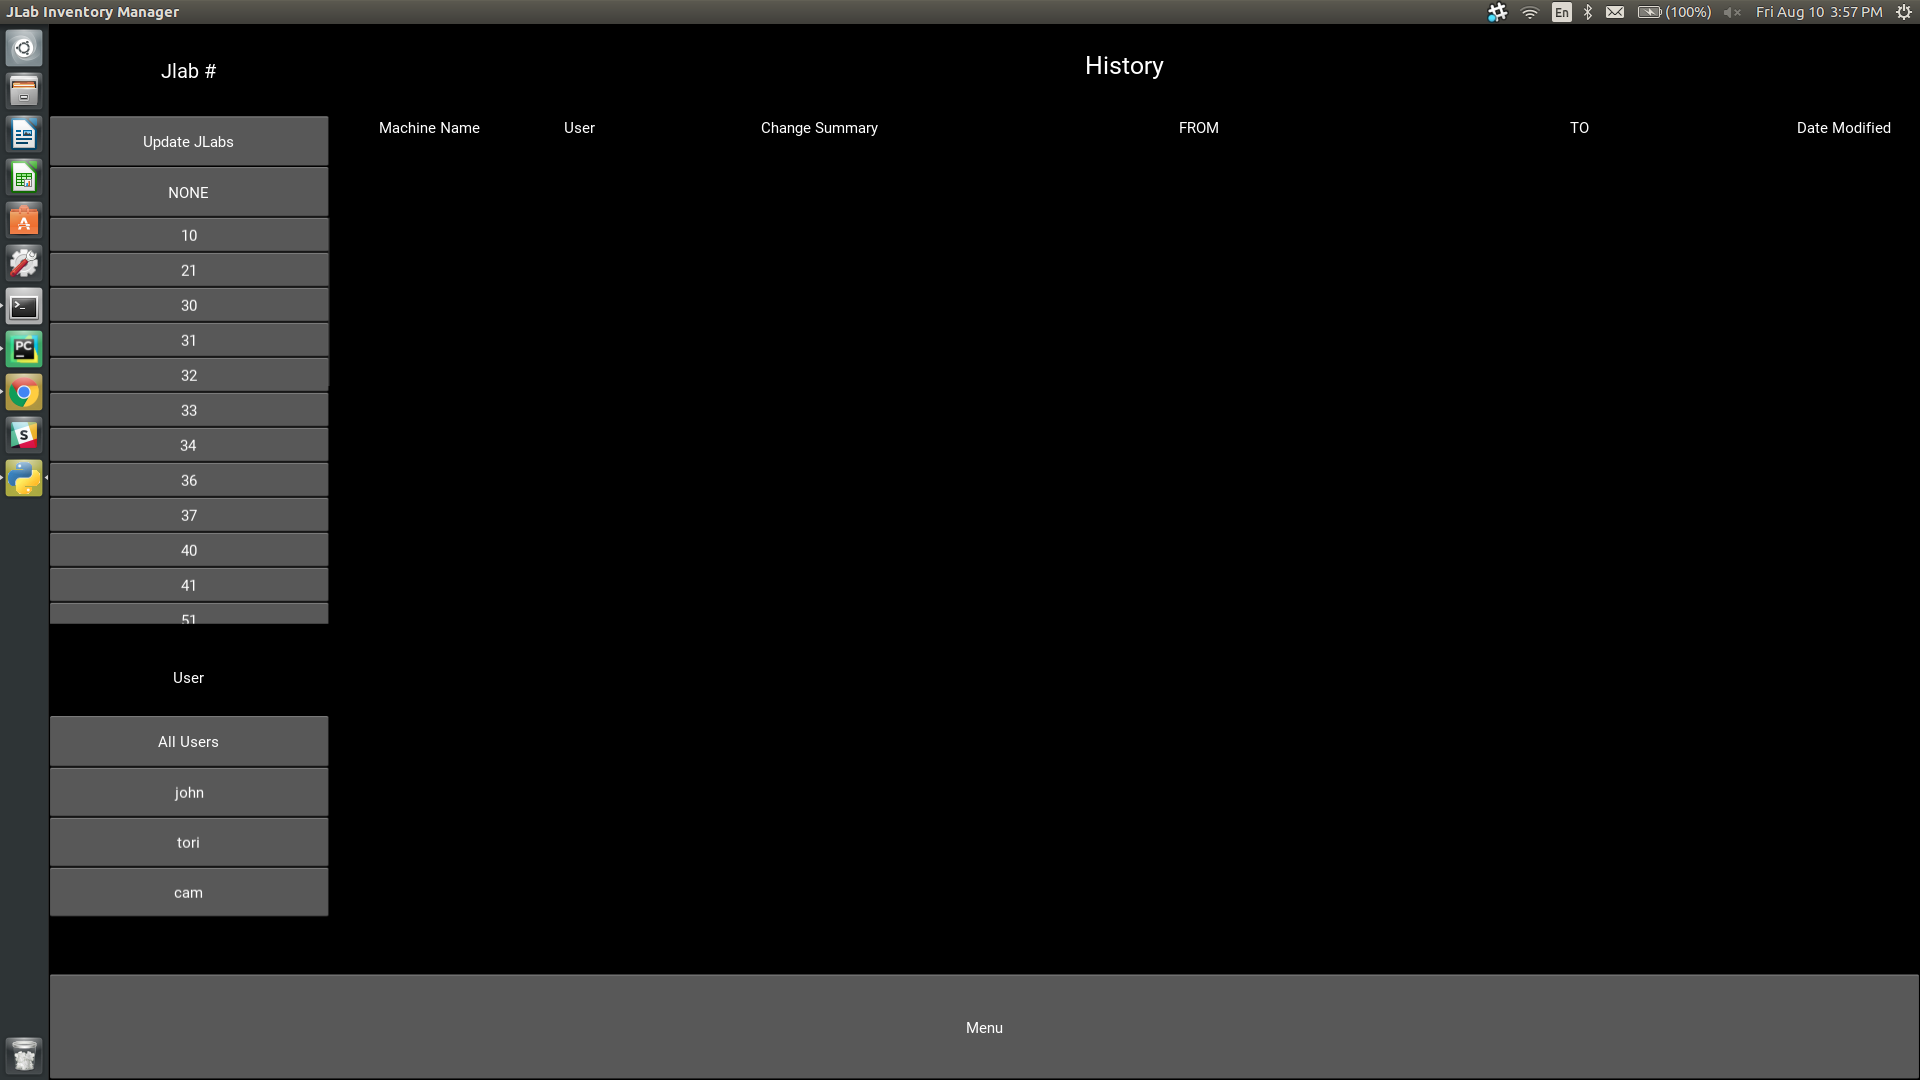 JLab Inventory Manager
En
(100%)
Fri Aug 10 3:57 PM
Jlab #
History
Machine Name User Change Summary FROM TO Date Modified
Update JLabs
NONE
10
21
30
31
32
33
34
36
37
40
41
51
User
All Users
john
tori
cam
Menu
PC
S